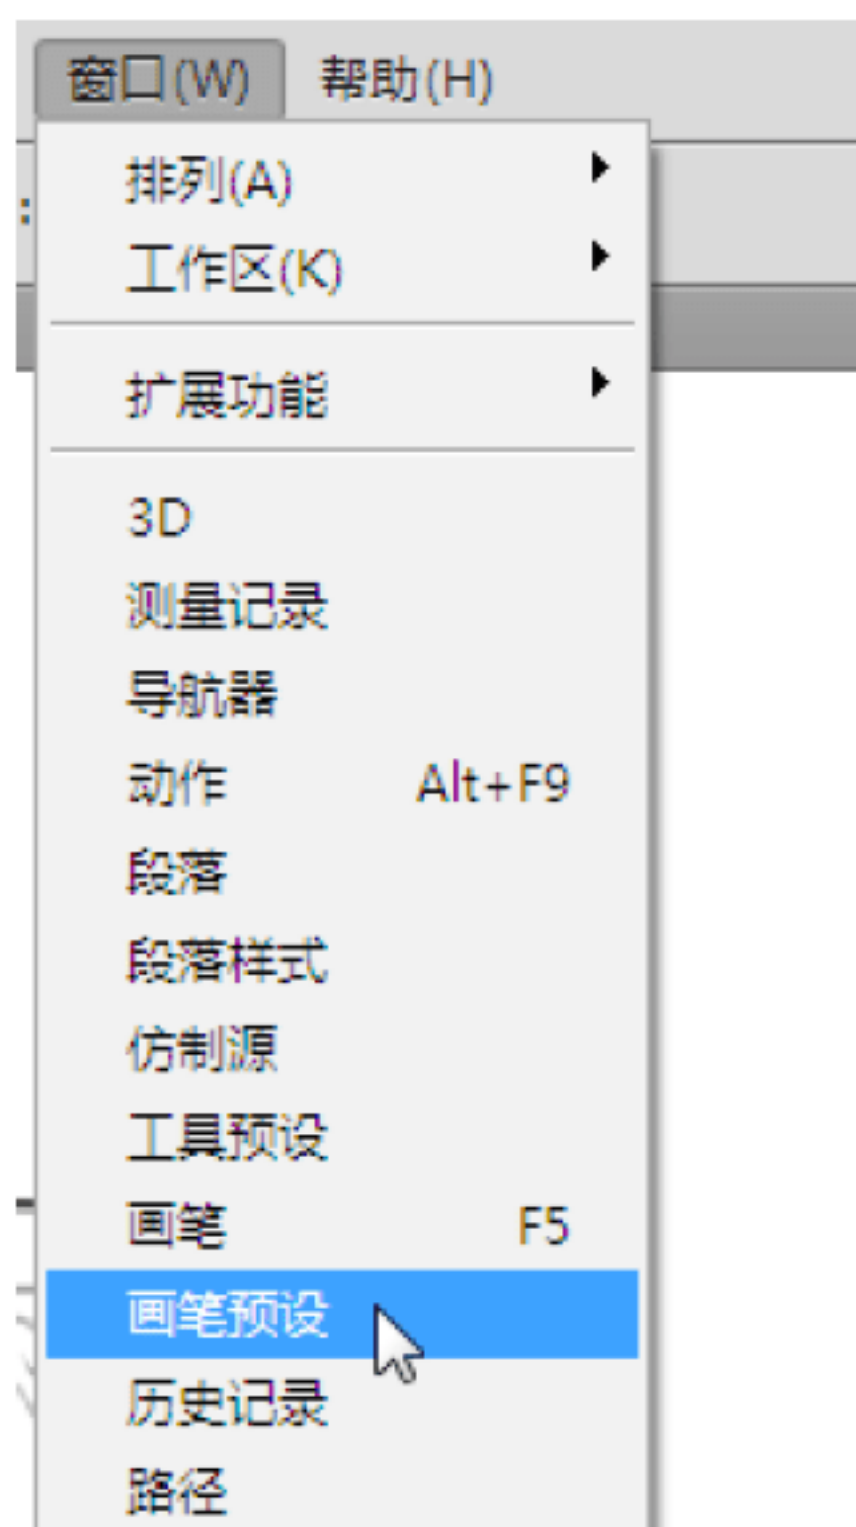 窗口(W) 帮助(H)
排列(A)
工作区(K)
扩展功能
3D
测量记录
导航器
动作 Alt+F9
段落
段落样式
仿制源
工具预设
画笔 F5
画笔预设
历史记录
路径